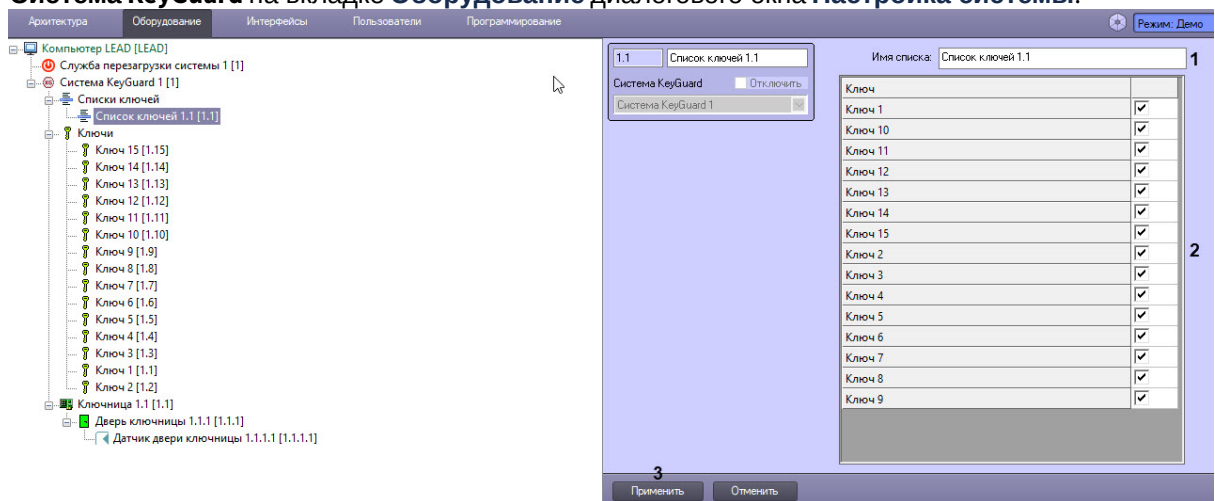 Система KeyGuard на вкладке Оборудование диалогового окна Настройка системы.
Архитектура Оборудование Интерфейсы Пользователи Программирование Режим: Демо
Компьютер LEAD [LEAD]
Служба перезагрузки системы 1 [1]
Система KeyGuard 1 [1]
Списки ключей
Список ключей 1.1 [1.1]
Ключи
Ключ 15 [1.15]
Ключ 14 [1.14]
Ключ 13 [1.13]
Ключ 12 [1.12]
Ключ 11 [1.11]
Ключ 10 [1.10]
Ключ 9 [1.9]
Ключ 8 [1.8]
Ключ 7 [1.7]
Ключ 6 [1.6]
Ключ 5 [1.5]
Ключ 4 [1.4]
Ключ 3 [1.3]
Ключ 1 [1.1]
Ключ 2 [1.2]
Ключница 1.1 [1.1]
Дверь ключницы 1.1.1 [1.1.1]
Датчик двери ключницы 1.1.1.1 [1.1.1.1]
1.1 Список ключей 1.1
Система KeyGuard Отключить
Система KeyGuard 1
Имя списка: Список ключей 1.1 1
Ключ
Ключ 1
Ключ 10
Ключ 11
Ключ 12
Ключ 13
Ключ 14
Ключ 15
Ключ 2
Ключ 3
Ключ 4
Ключ 5
Ключ 6
Ключ 7
Ключ 8
Ключ 9
2
3
Применить Отменить